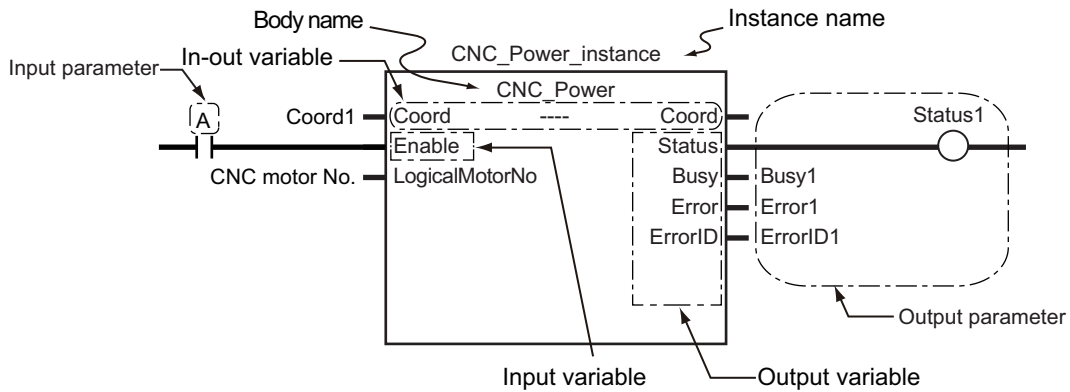 Body name
Instance name
In-out variable
CNC_Power_instance
Input parameter
CNC_Power
A
Coord1
Coord
----
Coord
Status1
Enable
Status
CNC motor No.
LogicalMotorNo
Busy
Busy1
Error
Error1
ErrorID
ErrorID1
Output parameter
Input variable
Output variable